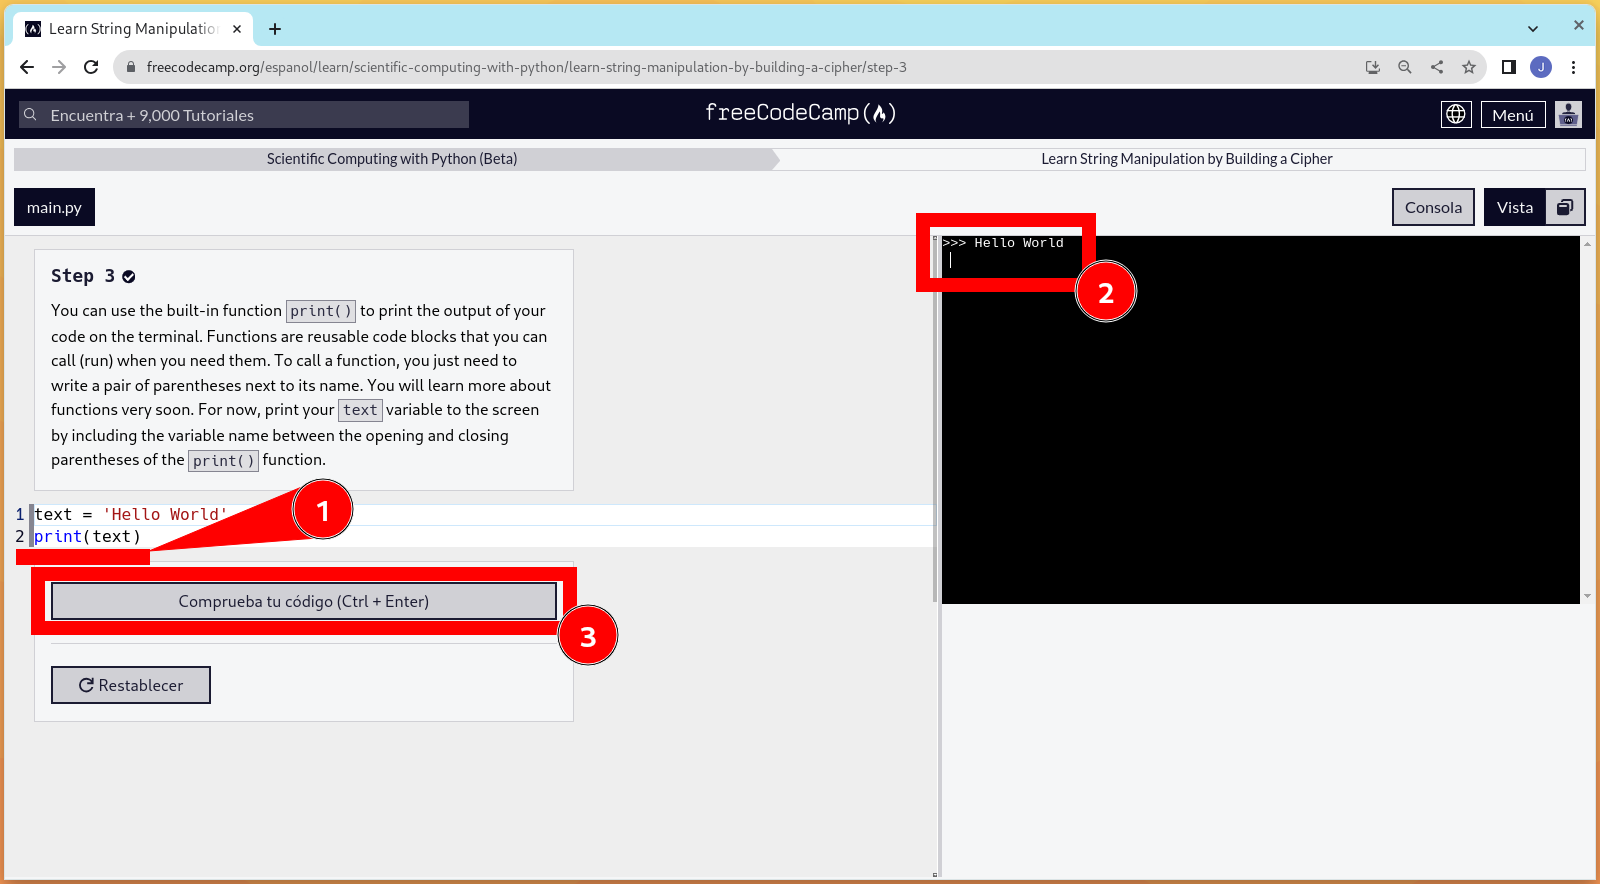 Learn String Manipulatio
freecodecamp.org/espanol/learn/scientific-computing-with-python/learn-string-manipulation-by-building-a-cipher/step-3
J
Encuentra + 9,000 Tutoriales
freeCodeCamp
Menú
Scientific Computing with Python (Beta)
Learn String Manipulation by Building a Cipher
main.py
Consola
Vista
Step 3
You can use the built-in function print() to print the output of your
code on the terminal. Functions are reusable code blocks that you can
call (run) when you need them. To call a function, you just need to
write a pair of parentheses next to its name. You will learn more about
functions very soon. For now, print your text variable to the screen
by including the variable name between the opening and closing
parentheses of the print() function.
1 text = 'Hello World'
2 print(text)
1
Comprueba tu código (Ctrl + Enter)
3
Restablecer
>>> Hello World
2